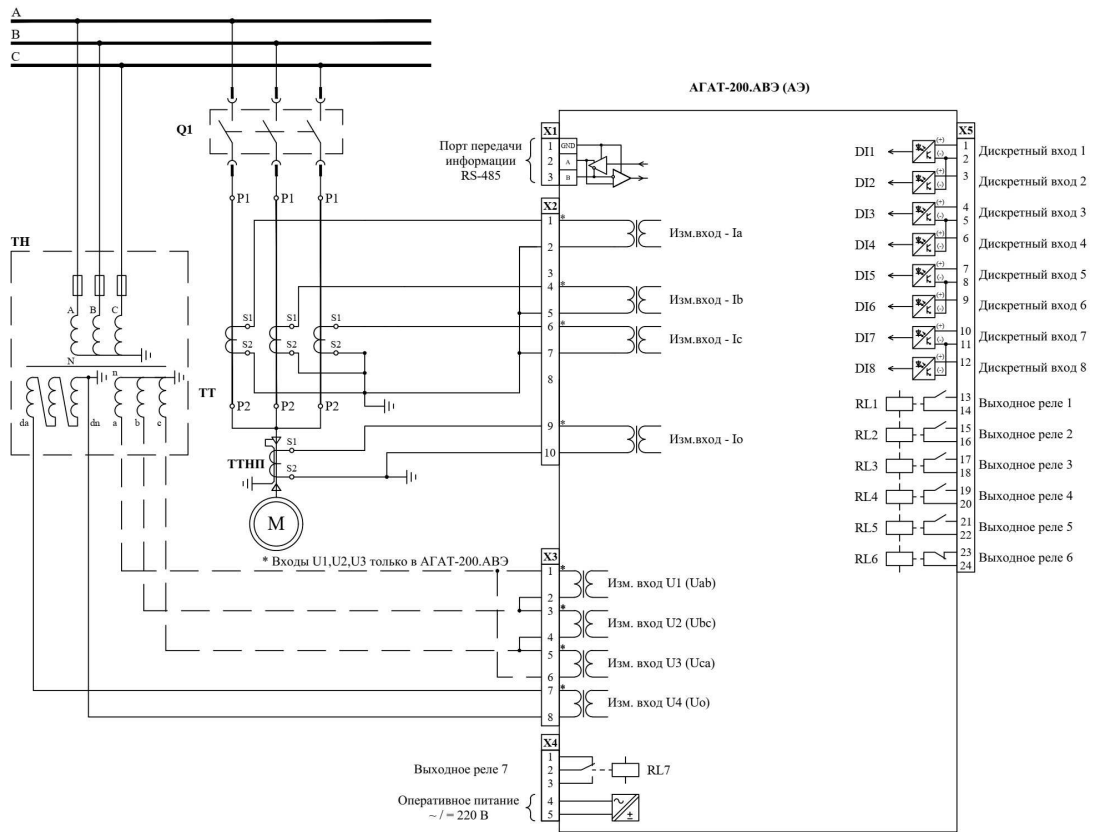 A
B
C
Q1
P1 P1 P1
ТН
A B C
N
n
da dn a b c
S1 S1 S1
S2 S2 S2
ТТ
P2 P2 P2
S1
S2
ТТНП
M
* Входы U1,U2,U3 только в АГАТ-200.АВЭ
АГАТ-200.АВЭ (АЭ)
Порт передачи
информации
RS-485
X1
1 GND
2 A
3 B
X2
1 *
Изм.вход - Ia
2
3
4 *
Изм.вход - Ib
5
6 *
Изм.вход - Ic
7
8
9 *
Изм.вход - Io
10
X3
1 *
Изм. вход U1 (Uab)
2
3 *
Изм. вход U2 (Ubc)
4
5 *
Изм. вход U3 (Uca)
6
7 *
Изм. вход U4 (Uo)
8
X4
1
Выходное реле 7 2 RL7
3
Оперативное питание
~ / = 220 В
4 ~
5 ±
X5
DI1 (+) (-) 1 2 Дискретный вход 1
DI2 (+) (-) 3 Дискретный вход 2
DI3 (+) (-) 4 5 Дискретный вход 3
DI4 (+) (-) 6 Дискретный вход 4
DI5 (+) (-) 7 8 Дискретный вход 5
DI6 (+) (-) 9 Дискретный вход 6
DI7 (+) (-) 10 11 Дискретный вход 7
DI8 (+) (-) 12 Дискретный вход 8
RL1 13 14 Выходное реле 1
RL2 15 16 Выходное реле 2
RL3 17 18 Выходное реле 3
RL4 19 20 Выходное реле 4
RL5 21 22 Выходное реле 5
RL6 23 24 Выходное реле 6